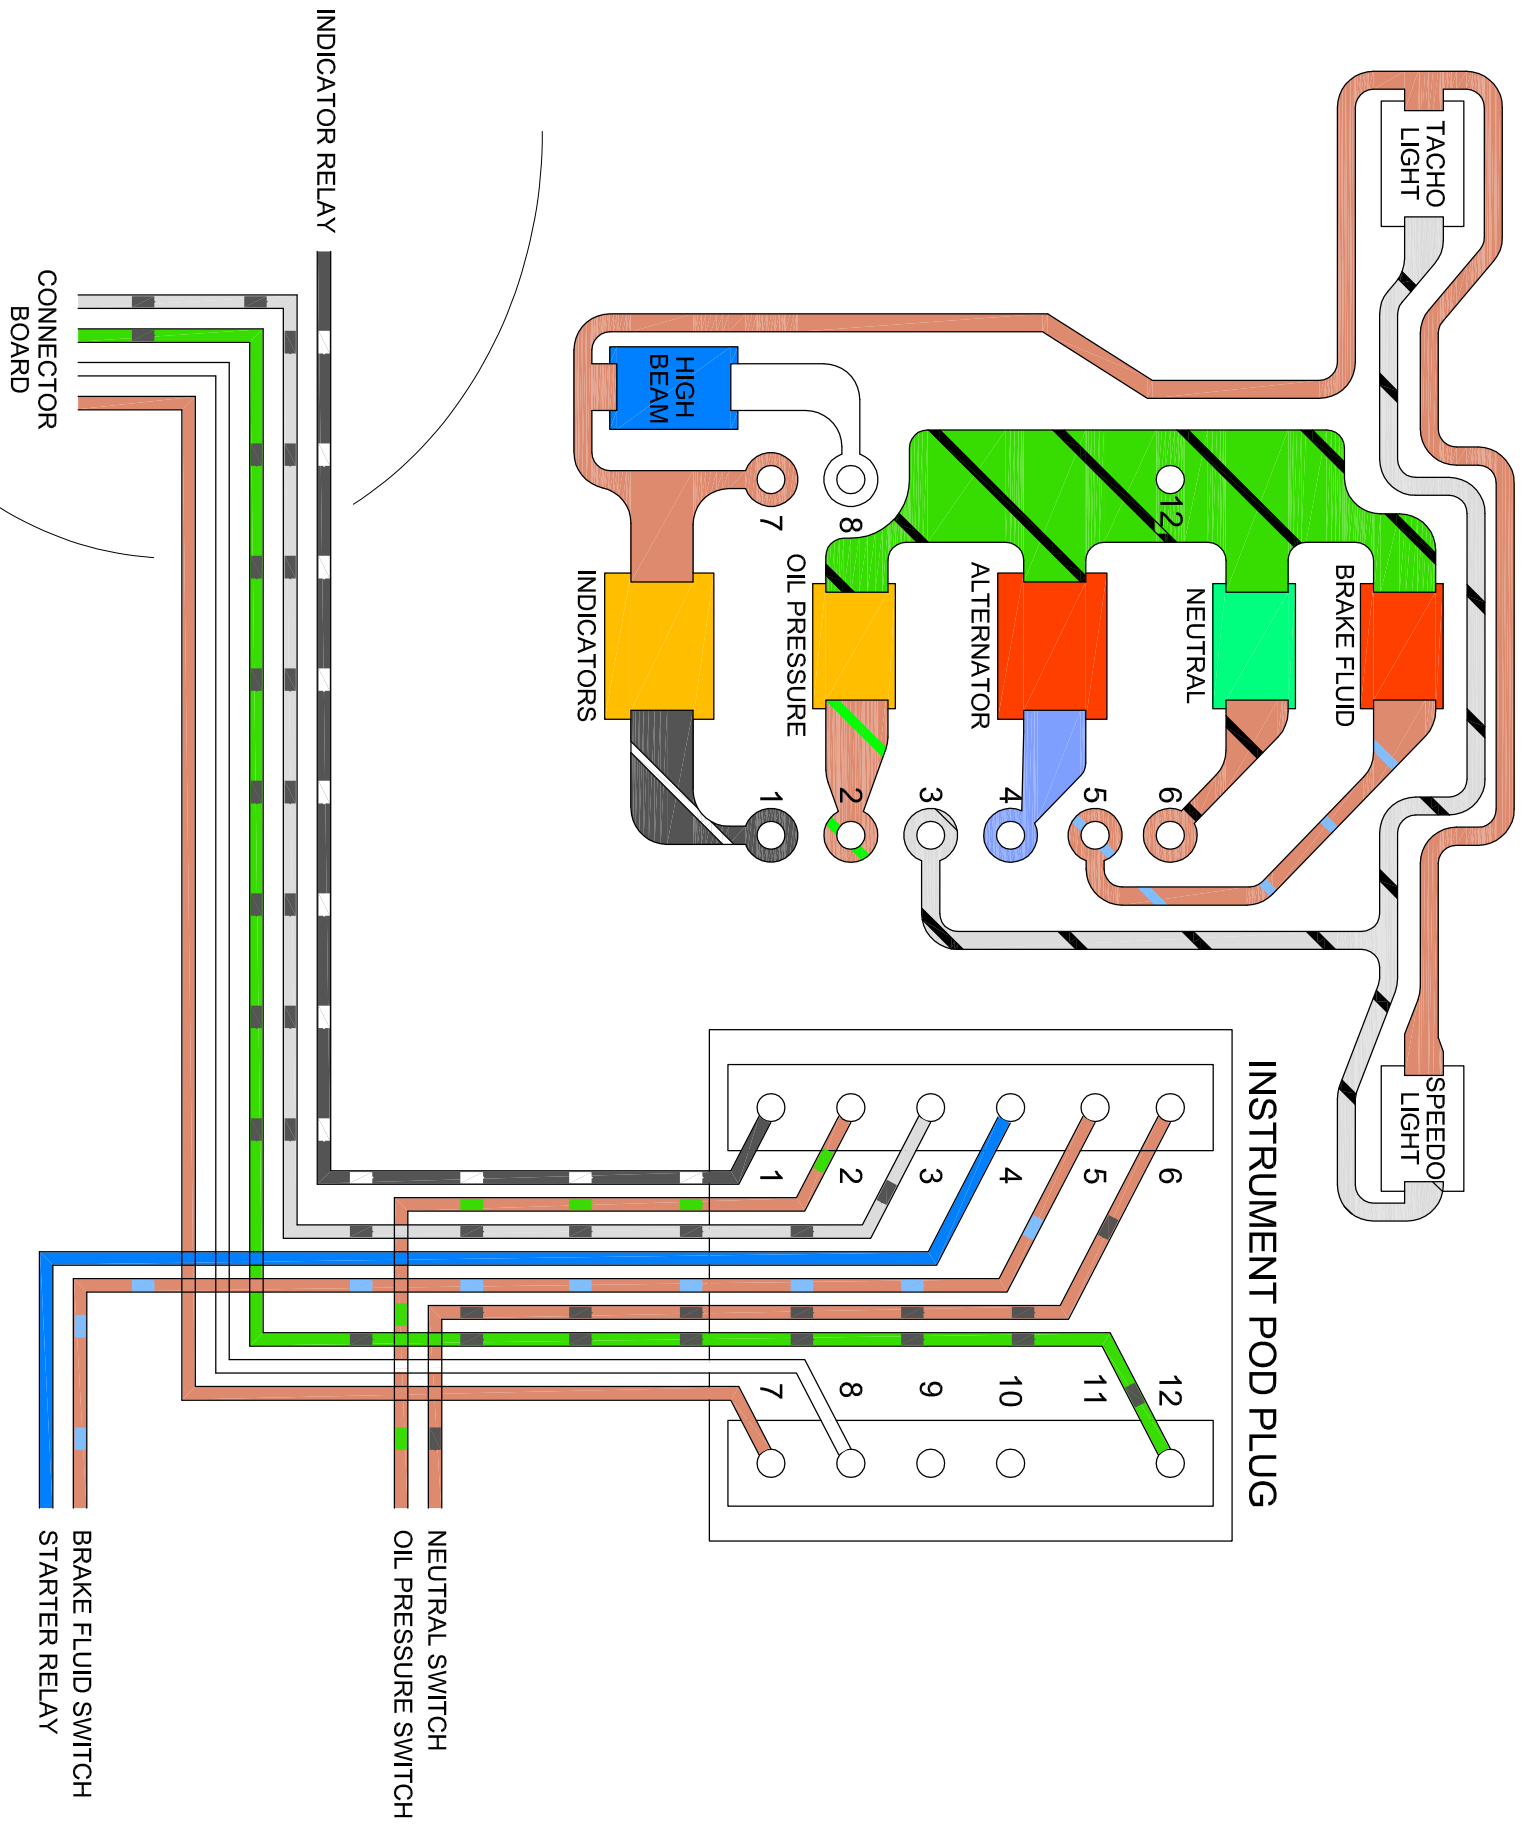 INDICATOR RELAY
CONNECTOR
BOARD
TACHO
LIGHT
HIGH
BEAM
7
8
12
INDICATORS
OIL PRESSURE
ALTERNATOR
NEUTRAL
BRAKE FLUID
1
2
3
4
5
6
SPEEDO
LIGHT
INSTRUMENT POD PLUG
1
2
3
4
5
6
7
8
9
10
11
12
NEUTRAL SWITCH
OIL PRESSURE SWITCH
BRAKE FLUID SWITCH
STARTER RELAY